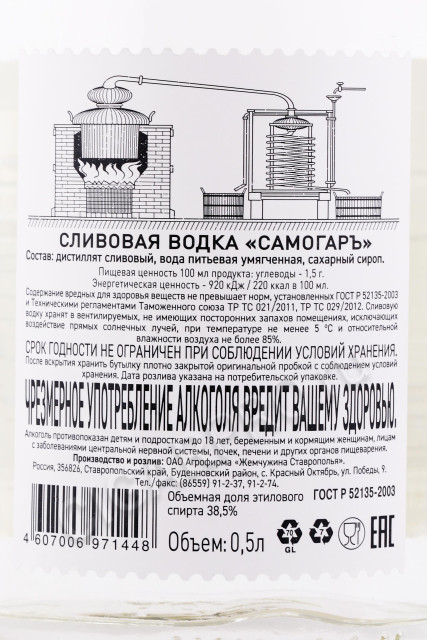 СЛИВОВАЯ ВОДКА «САМОГАРЪ»
Состав: дистиллят сливовый, вода питьевая умягченная, сахарный сироп.
Пищевая ценность 100 мл продукта: углеводы - 1,5 г.
Энергетическая ценность - 920 кДж / 220 ккал в 100 мл.
Содержание вредных для здоровья веществ не превышает норм, установленных ГОСТ Р 52135-2003
и Техническими регламентами Таможенного союза ТР ТС 021/2011, ТР ТС 029/2012. Сливовую
водку хранят в вентилируемых, не имеющих посторонних запахов помещениях, исключающих
воздействие прямых солнечных лучей, при температуре не менее 5 °С и относительной
влажности воздуха не более 85%.
СРОК ГОДНОСТИ НЕ ОГРАНИЧЕН ПРИ СОБЛЮДЕНИИ УСЛОВИЙ ХРАНЕНИЯ.
После вскрытия хранить бутылку плотно закрытой оригинальной пробкой с соблюдением условий
хранения. Дата розлива указана на потребительской упаковке.
ЧРЕЗМЕРНОЕ УПОТРЕБЛЕНИЕ АЛКОГОЛЯ ВРЕДИТ ВАШЕМУ ЗДОРОВЬЮ.
Алкоголь противопоказан детям и подросткам до 18 лет, беременным и кормящим женщинам, лицам
с заболеваниями центральной нервной системы, почек, печени и других органов пищеварения.
Произведено и розлив: ОАО Агрофирма «Жемчужина Ставрополья».
Россия, 356826, Ставропольский край, Буденновский район, с. Красный Октябрь, ул. Победы, 9.
Тел./факс (86559) 91-2-37, 91-2-74.
Объемная доля этилового
спирта 38,5%
ГОСТ Р 52135-2003
Объем: 0,5л
70
GL
7
EAC
4 607006 971448